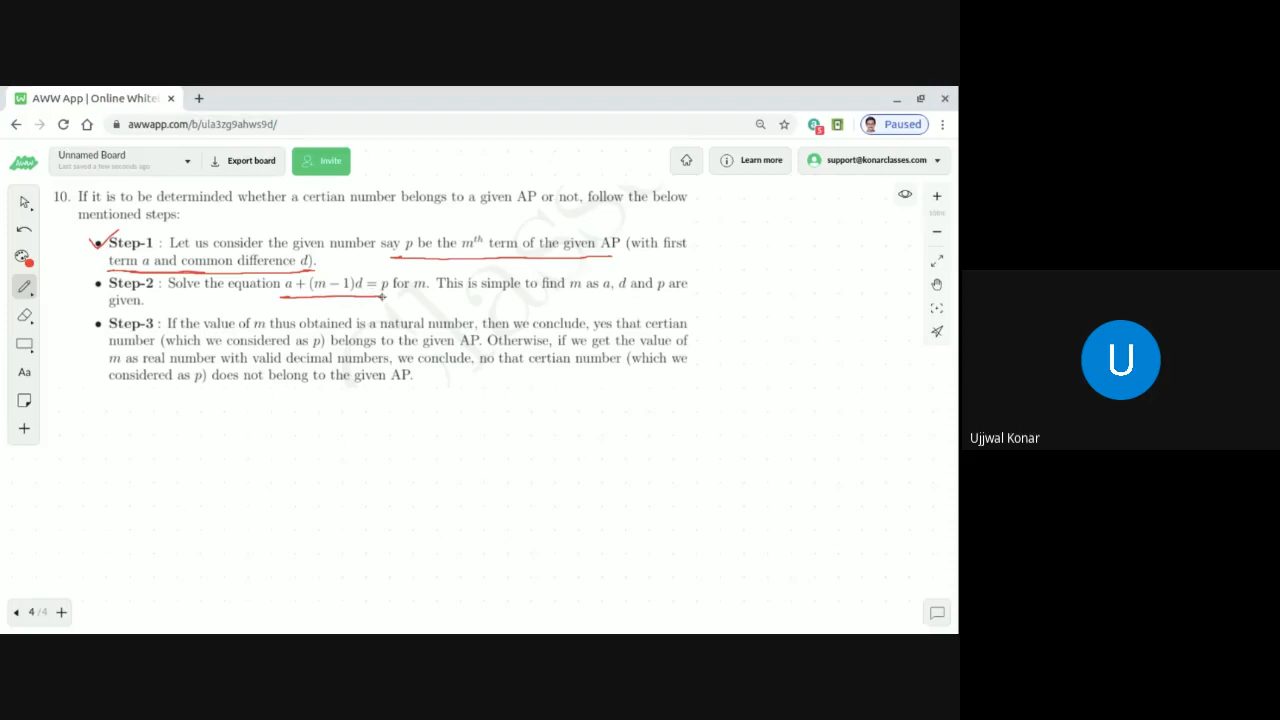 AWW App | Online White
awwapp.com/b/ula3zg9ahws9d/
Paused
Unnamed Board
Last saved a few seconds ago
Export board
Invite
Learn more
support@konarclasses.com
10. If it is to be determinded whether a certian number belongs to a given AP or not, follow the below
mentioned steps:
• Step-1 : Let us consider the given number say p be the mᵗʰ term of the given AP (with first
term a and common difference d).
• Step-2 : Solve the equation a + (m − 1)d = p for m. This is simple to find m as a, d and p are
given.
• Step-3 : If the value of m thus obtained is a natural number, then we conclude, yes that certian
number (which we considered as p) belongs to the given AP. Otherwise, if we get the value of
m as real number with valid decimal numbers, we conclude, no that certian number (which we
considered as p) does not belong to the given AP.
100%
Aa
4 / 4
U
Ujjwal Konar